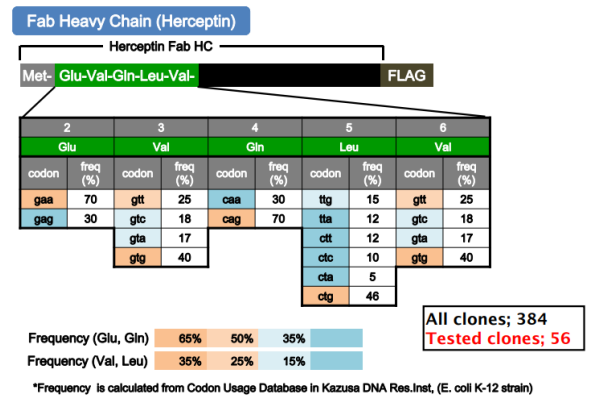 Fab Heavy Chain (Herceptin)
Herceptin Fab HC
Met- Glu-Val-Gln-Leu-Val- FLAG
2 3 4 5 6
Glu Val Gln Leu Val
codon freq (%) codon freq (%) codon freq (%) codon freq (%) codon freq (%)
gaa 70 gtt 25 caa 30 ttg 15 gtt 25
gag 30 gtc 18 cag 70 tta 12 gtc 18
gta 17 ctt 12 gta 17
gtg 40 ctc 10 gtg 40
cta 5
ctg 46
All clones; 384
Tested clones; 56
Frequency (Glu, Gln) 65% 50% 35%
Frequency (Val, Leu) 35% 25% 15%
*Frequency is calculated from Codon Usage Database in Kazusa DNA Res.Inst, (E. coli K-12 strain)